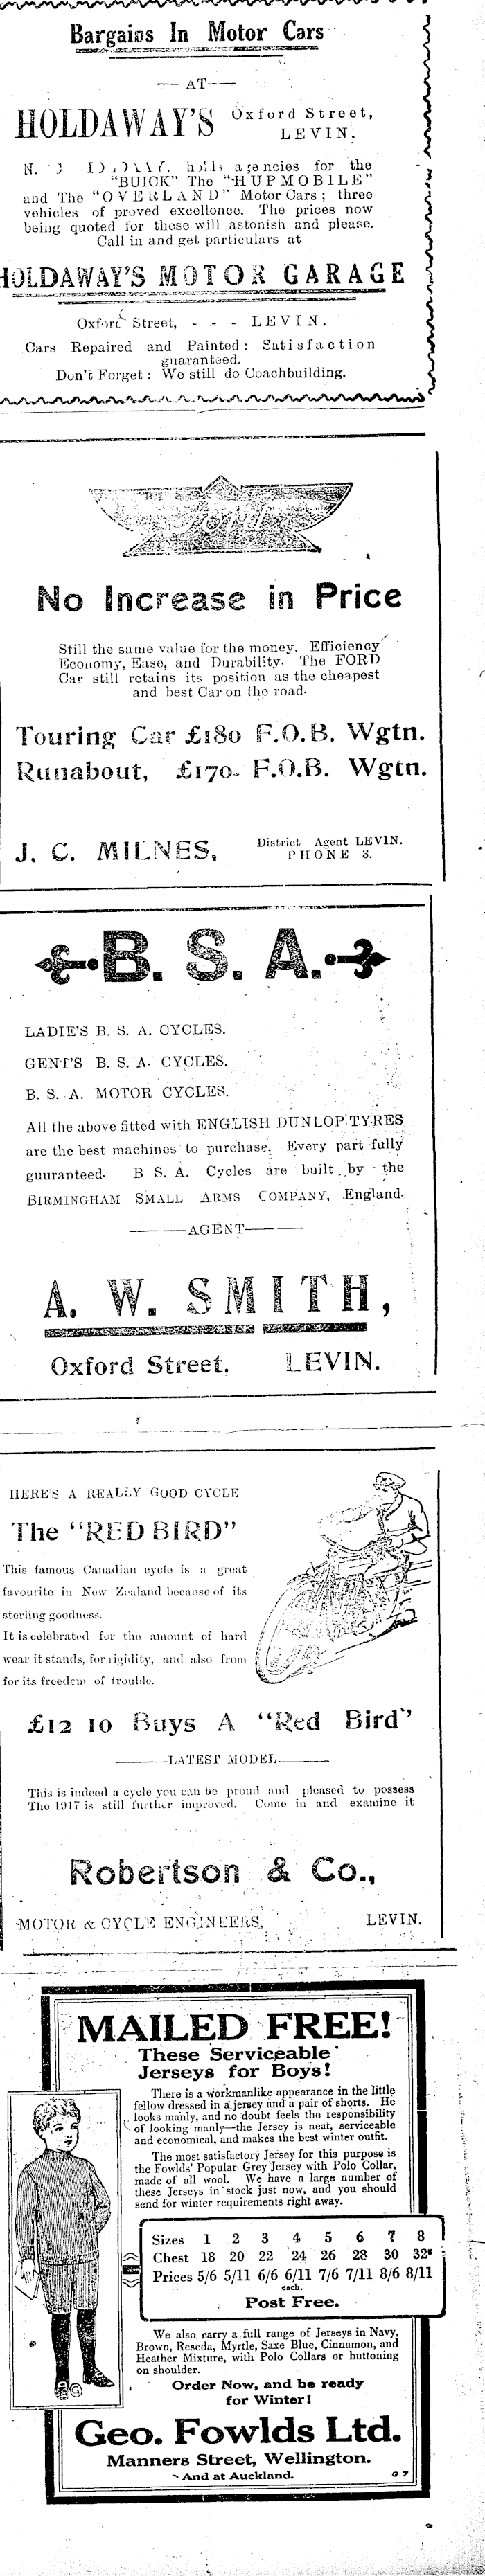 Bargains In Motor Cars
— AT —
HOLDAWAY'S Oxford Street,
LEVIN.
N. agencies for the
"BUICK" The "HUPMOBILE"
and The "OVERLAND" Motor Cars ; three
vehicles of proved excellonce. The prices now
being quoted for these will astonish and please.
Call in and get particulars at
HOLDAWAY'S MOTOR GARAGE
Oxford Street, - - - LEVIN.
Cars Repaired and Painted : Satisfaction
guaranteed.
Don't Forget : We still do Coachbuilding.
Ford
No Increase in Price
Still the same value for the money. Efficiency
Economy, Ease, and Durability. The FORD
Car still retains its position as the cheapest
and best Car on the road.
Touring Car £180 F.O.B. Wgtn.
Runabout, £170. F.O.B. Wgtn.
J. C. MILNES, District Agent LEVIN.
PHONE 3.
B. S. A.
LADIE'S B. S. A. CYCLES.
GENT'S B. S. A. CYCLES.
B. S. A. MOTOR CYCLES.
All the above fitted with ENGLISH DUNLOP TYRES
are the best machines to purchase. Every part fully
guuranteed. B S. A. Cycles are built by the
BIRMINGHAM SMALL ARMS COMPANY, England.
— — AGENT — —
A. W. SMITH,
Oxford Street, LEVIN.
HERE'S A REALLY GOOD CYCLE
The "RED BIRD"
This famous Canadian cycle is a great
favourite in New Zealand because of its
sterling goodness.
It is celebrated for the amount of hard
wear it stands, for rigidity, and also from
for its freedom of trouble.
£12 10 Buys A "Red Bird"
——LATEST MODEL——
This is indeed a cycle you can be proud and pleased to possess
The 1917 is still further improved. Come in and examine it
Robertson & Co.,
MOTOR & CYCLE ENGINEERS, LEVIN.
MAILED FREE!
These Serviceable
Jerseys for Boys!
There is a workmanlike appearance in the little
fellow dressed in a jersey and a pair of shorts. He
looks manly, and no doubt feels the responsibility
of looking manly—the Jersey is neat, serviceable
and economical, and makes the best winter outfit.
The most satisfactory Jersey for this purpose is
the Fowlds' Popular Grey Jersey with Polo Collar,
made of all wool. We have a large number of
these Jerseys in stock just now, and you should
send for winter requirements right away.
Sizes 1 2 3 4 5 6 7 8
Chest 18 20 22 24 26 28 30 32"
Prices 5/6 5/11 6/6 6/11 7/6 7/11 8/6 8/11
each.
Post Free.
We also carry a full range of Jerseys in Navy,
Brown, Reseda, Myrtle, Saxe Blue, Cinnamon, and
Heather Mixture, with Polo Collars or buttoning
on shoulder.
Order Now, and be ready
for Winter!
Geo. Fowlds Ltd.
Manners Street, Wellington.
And at Auckland. G 7